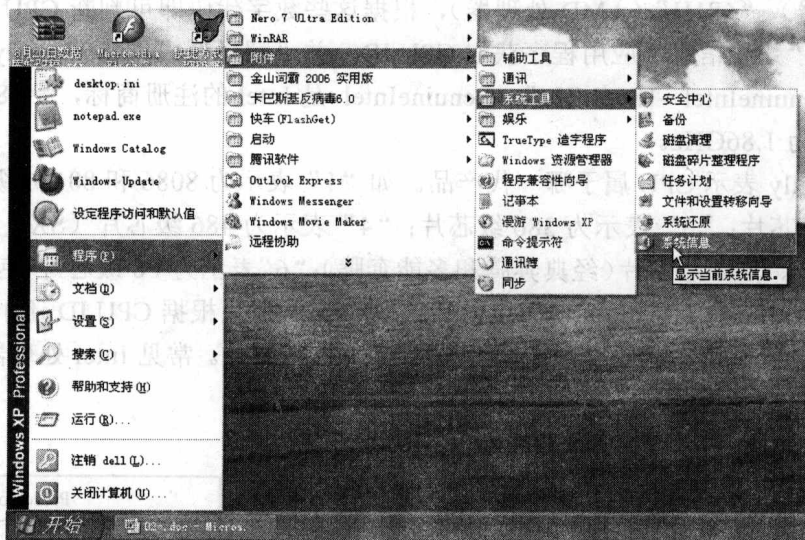 Macromedia
快捷方式
desktop.ini
notepad.exe
Windows Catalog
Windows Update
设定程序访问和默认值
程序(P)
文档(D)
设置(S)
搜索(C)
帮助和支持(H)
运行(R)...
注销 dell(L)...
关闭计算机(U)...
Windows XP Professional
Nero 7 Ultra Edition
WinRAR
附件
金山词霸 2006 实用版
卡巴斯基反病毒6.0
快车(FlashGet)
启动
腾讯软件
Outlook Express
Windows Messenger
Windows Movie Maker
远程协助
辅助工具
通讯
系统工具
娱乐
TrueType 造字程序
Windows 资源管理器
程序兼容性向导
记事本
漫游 Windows XP
命令提示符
通讯簿
同步
安全中心
备份
磁盘清理
磁盘碎片整理程序
任务计划
文件和设置转移向导
系统还原
系统信息
显示当前系统信息。
开始
02~.doc - Micros.